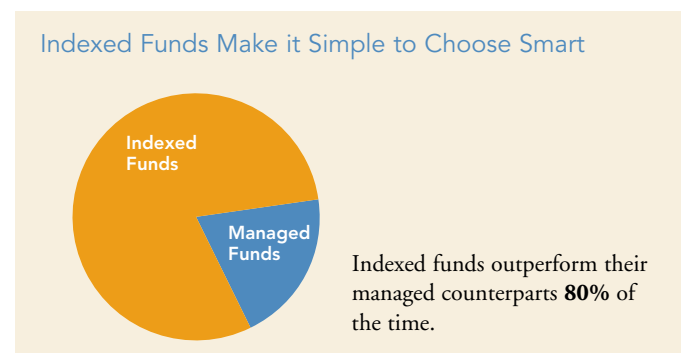 Indexed Funds Make it Simple to Choose Smart
Indexed
Funds
Managed
Funds
Indexed funds outperform their
managed counterparts 80% of
the time.